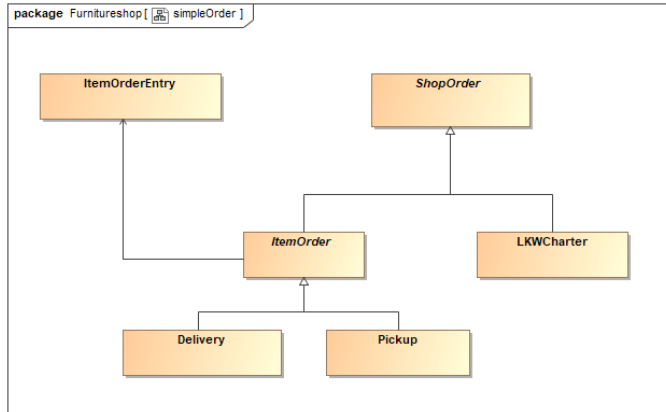 package Furnitureshop [ simpleOrder ]
ItemOrderEntry
ShopOrder
ItemOrder
LKWCharter
Delivery
Pickup